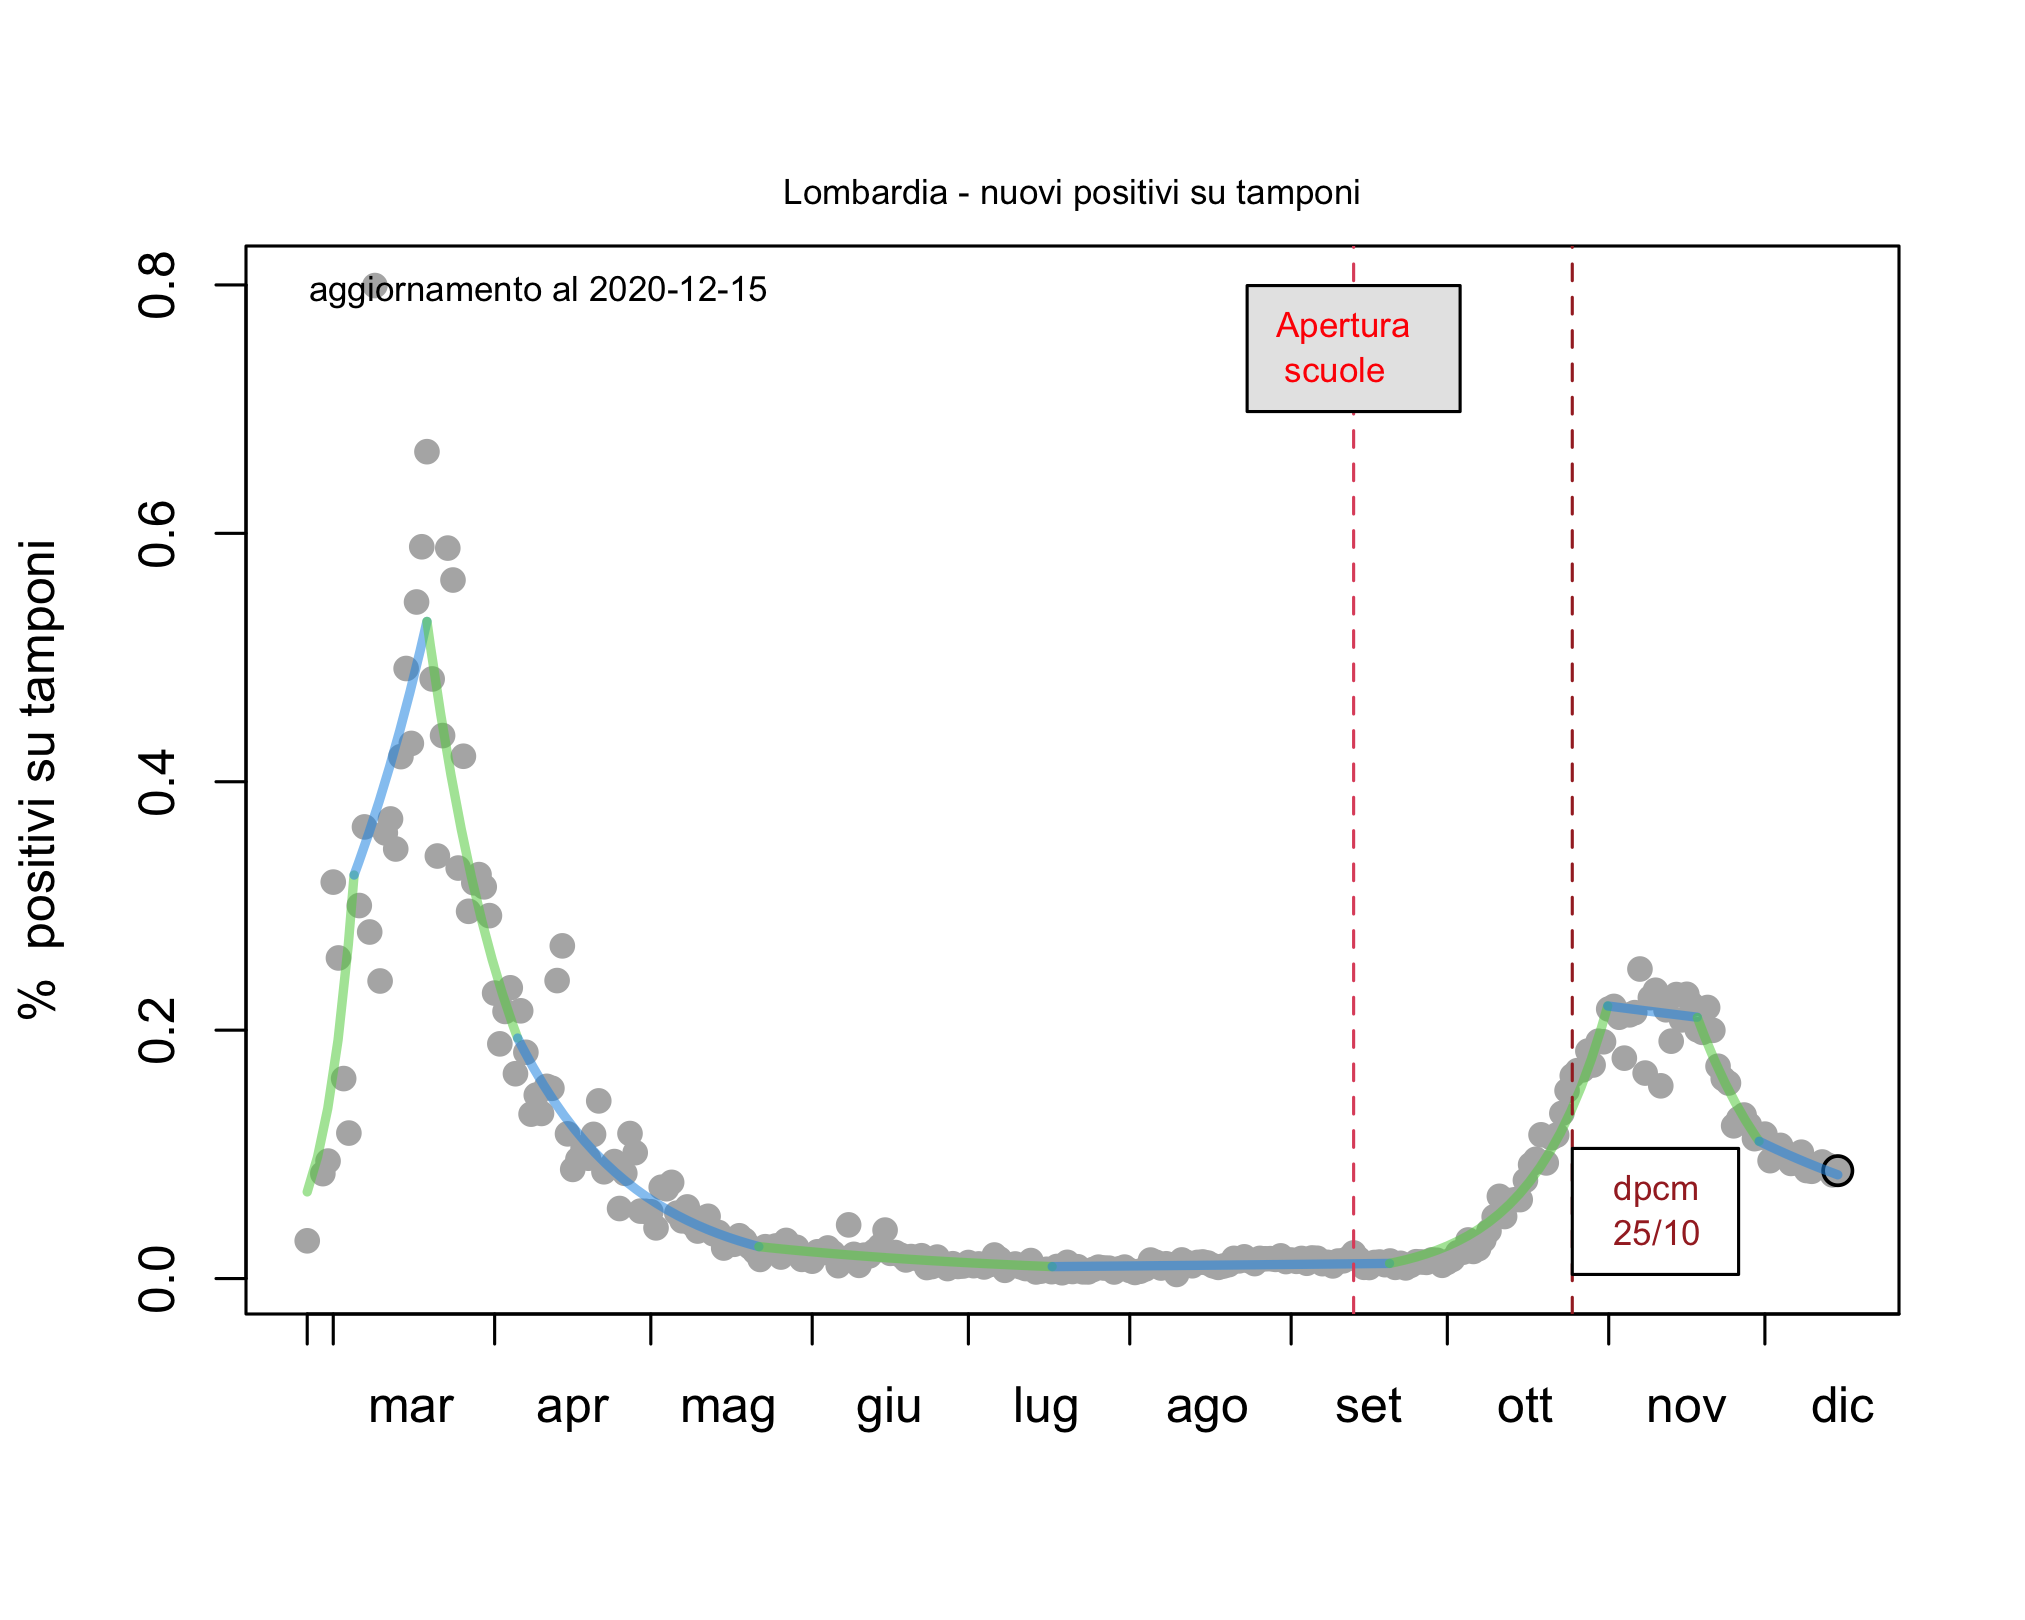 Lombardia - nuovi positivi su tamponi
aggiornamento al 2020-12-15
Apertura
scuole
dpcm
25/10
% positivi su tamponi
0.8
0.6
0.4
0.2
0.0
mar apr mag giu lug ago set ott nov dic